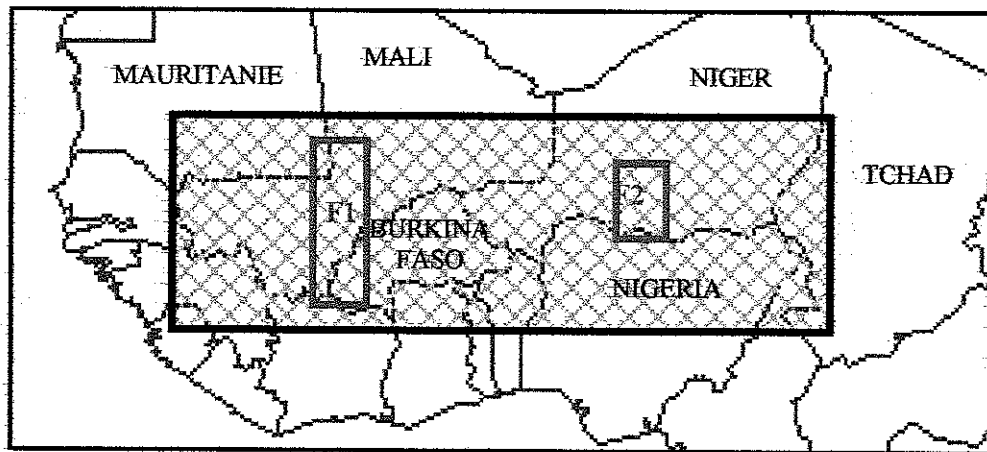 MAURITANIE
MALI
NIGER
TCHAD
F1
F2
BURKINA
FASO
NIGERIA